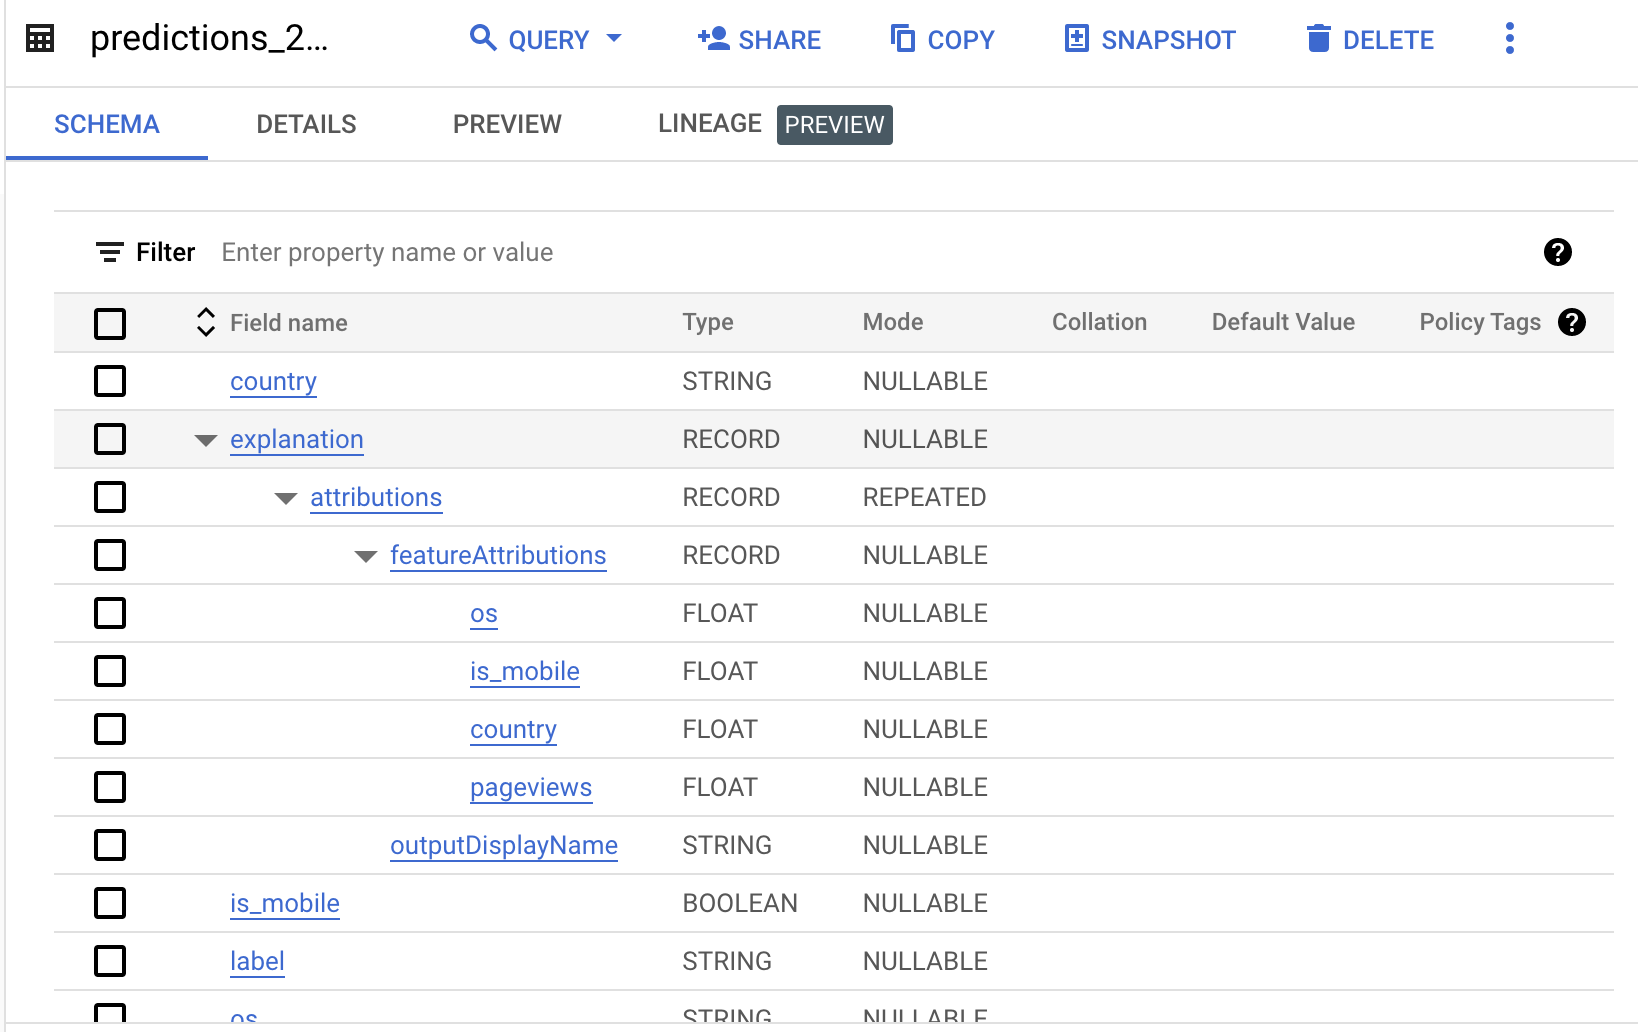 predictions_2... QUERY SHARE COPY SNAPSHOT DELETE
SCHEMA DETAILS PREVIEW LINEAGE PREVIEW
Filter Enter property name or value ?
Field name Type Mode Collation Default Value Policy Tags ?
country STRING NULLABLE
explanation RECORD NULLABLE
attributions RECORD REPEATED
featureAttributions RECORD NULLABLE
os FLOAT NULLABLE
is_mobile FLOAT NULLABLE
country FLOAT NULLABLE
pageviews FLOAT NULLABLE
outputDisplayName STRING NULLABLE
is_mobile BOOLEAN NULLABLE
label STRING NULLABLE
os STRING NULLABLE